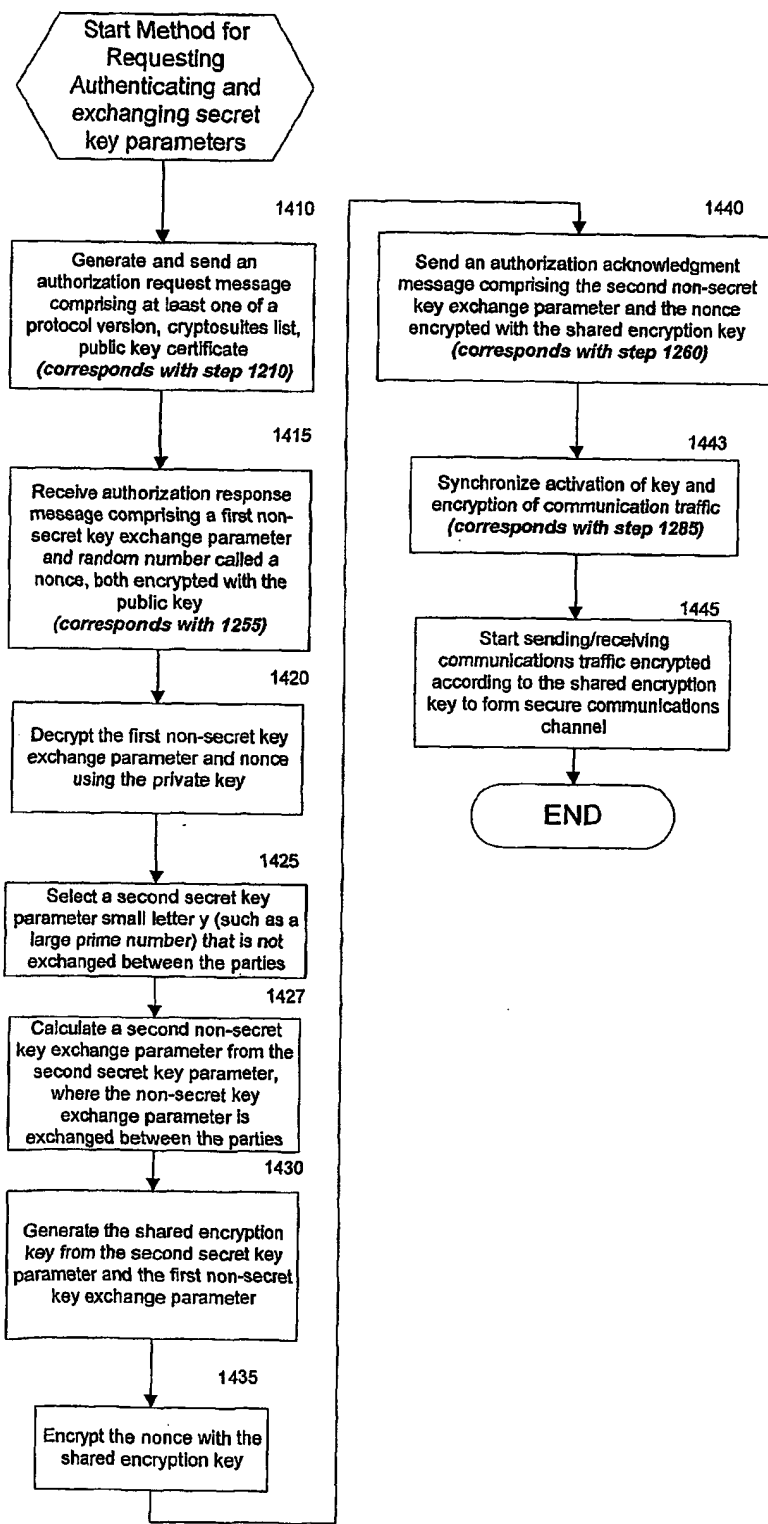 Start Method for
Requesting
Authenticating and
exchanging secret
key parameters
1410
Generate and send an
authorization request message
comprising at least one of a
protocol version, cryptosuites list,
public key certificate
(corresponds with step 1210)
1415
Receive authorization response
message comprising a first non-
secret key exchange parameter
and random number called a
nonce, both encrypted with the
public key
(corresponds with 1255)
1420
Decrypt the first non-secret key
exchange parameter and nonce
using the private key
1425
Select a second secret key
parameter small letter y (such as a
large prime number) that is not
exchanged between the parties
1427
Calculate a second non-secret
key exchange parameter from the
second secret key parameter,
where the non-secret key
exchange parameter is
exchanged between the parties
1430
Generate the shared encryption
key from the second secret key
parameter and the first non-secret
key exchange parameter
1435
Encrypt the nonce with the
shared encryption key
1440
Send an authorization acknowledgment
message comprising the second non-secret
key exchange parameter and the nonce
encrypted with the shared encryption key
(corresponds with step 1260)
1443
Synchronize activation of key and
encryption of communication traffic
(corresponds with step 1285)
1445
Start sending/receiving
communications traffic encrypted
according to the shared encryption
key to form secure communications
channel
END